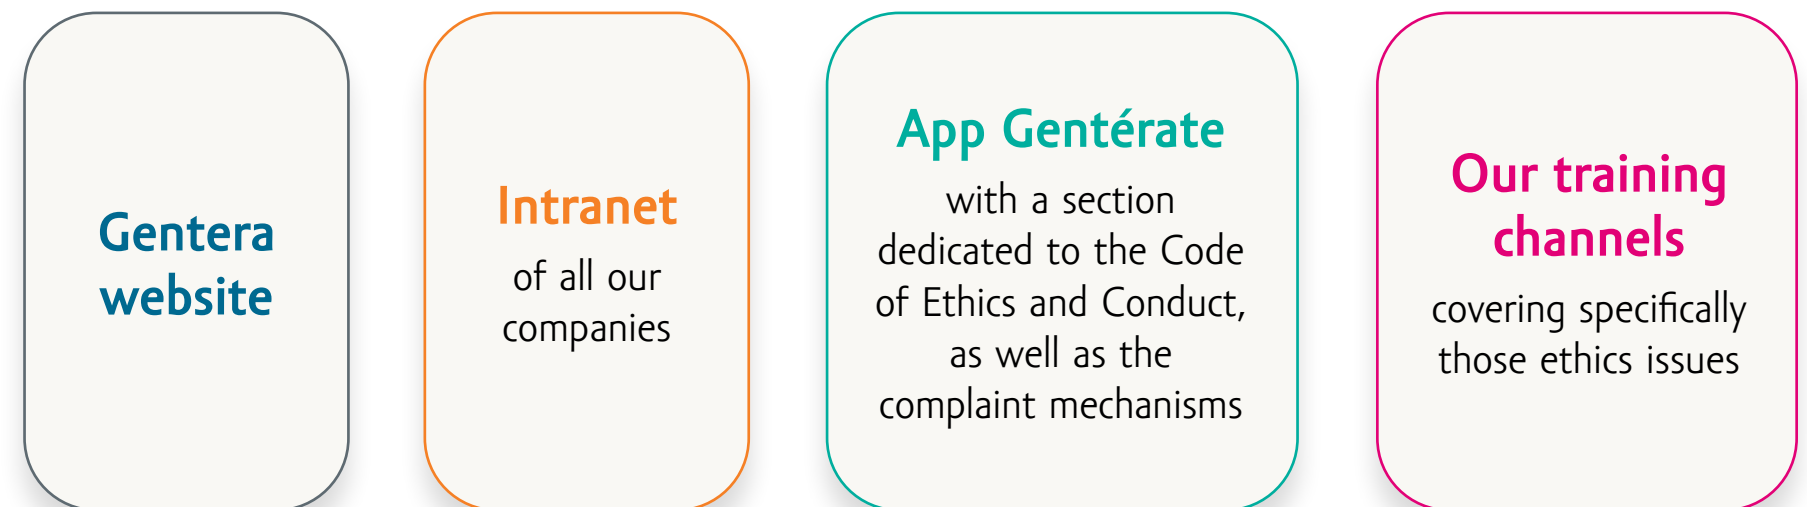 Gentera
website
Intranet
of all our
companies
App Gentérate
with a section
dedicated to the Code
of Ethics and Conduct,
as well as the
complaint mechanisms
Our training
channels
covering specifically
those ethics issues